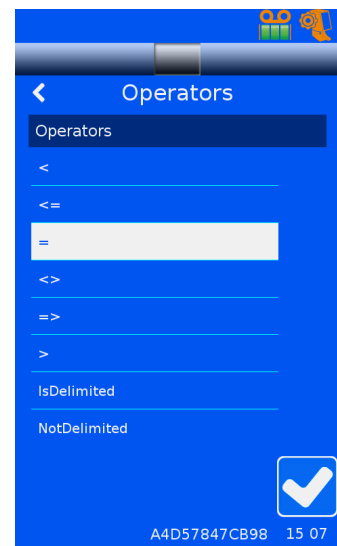 Operators
Operators
<
<=
=
<>
=>
>
IsDelimited
NotDelimited
A4D57847CB98 15 07